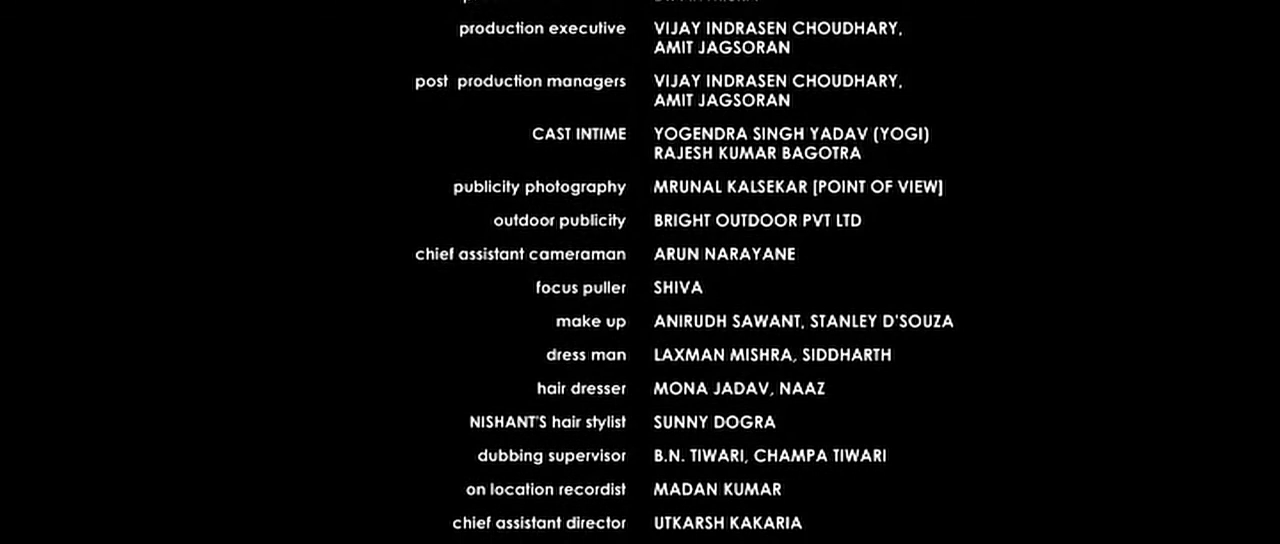 production executive VIJAY INDRASEN CHOUDHARY,
AMIT JAGSORAN
post production managers VIJAY INDRASEN CHOUDHARY,
AMIT JAGSORAN
CAST INTIME YOGENDRA SINGH YADAV (YOGI)
RAJESH KUMAR BAGOTRA
publicity photography MRUNAL KALSEKAR [POINT OF VIEW]
outdoor publicity BRIGHT OUTDOOR PVT LTD
chief assistant cameraman ARUN NARAYANE
focus puller SHIVA
make up ANIRUDH SAWANT, STANLEY D'SOUZA
dress man LAXMAN MISHRA, SIDDHARTH
hair dresser MONA JADAV, NAAZ
NISHANT'S hair stylist SUNNY DOGRA
dubbing supervisor B.N. TIWARI, CHAMPA TIWARI
on location recordist MADAN KUMAR
chief assistant director UTKARSH KAKARIA